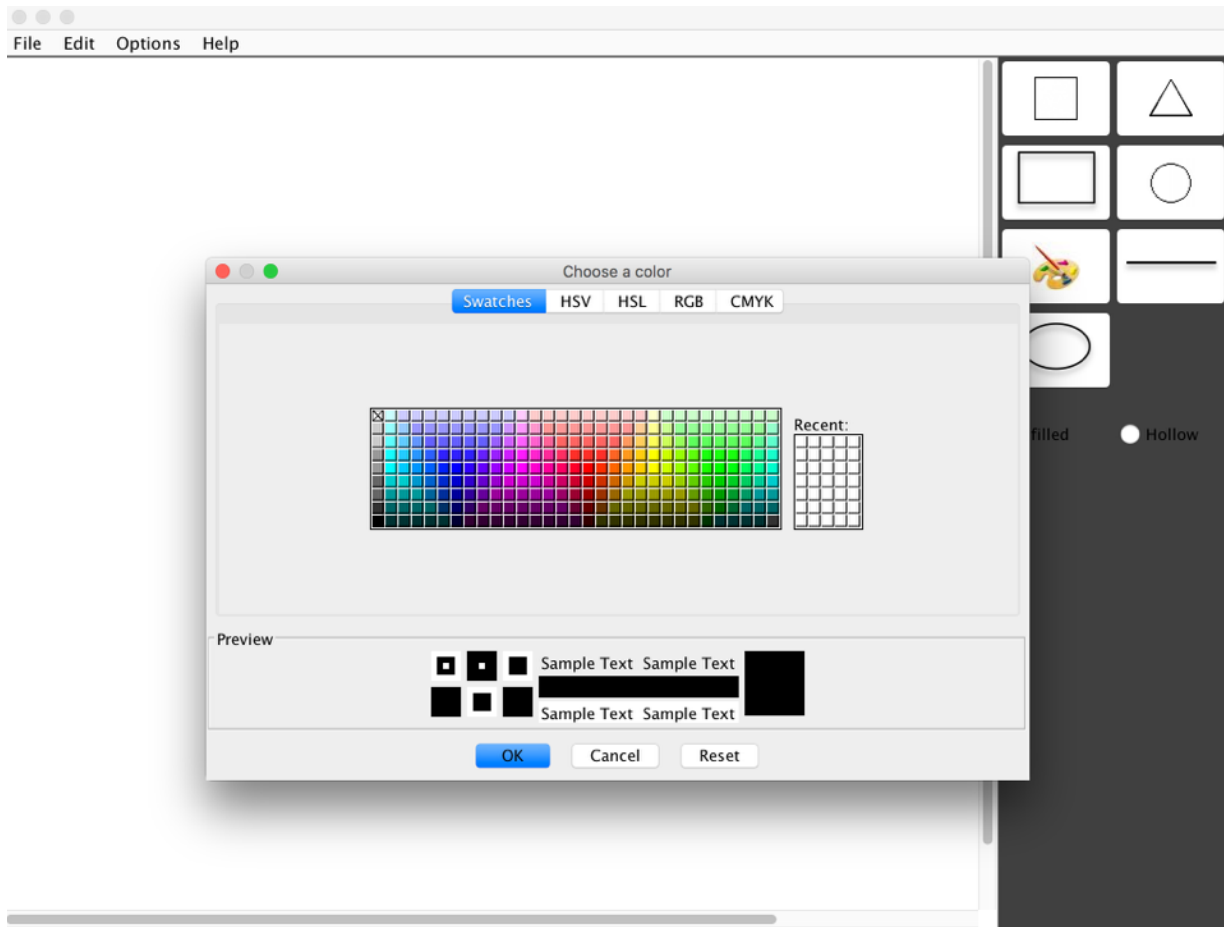 File Edit Options Help
Choose a color
Swatches HSV HSL RGB CMYK
Recent:
filled Hollow
Preview
Sample Text Sample Text
Sample Text Sample Text
OK Cancel Reset